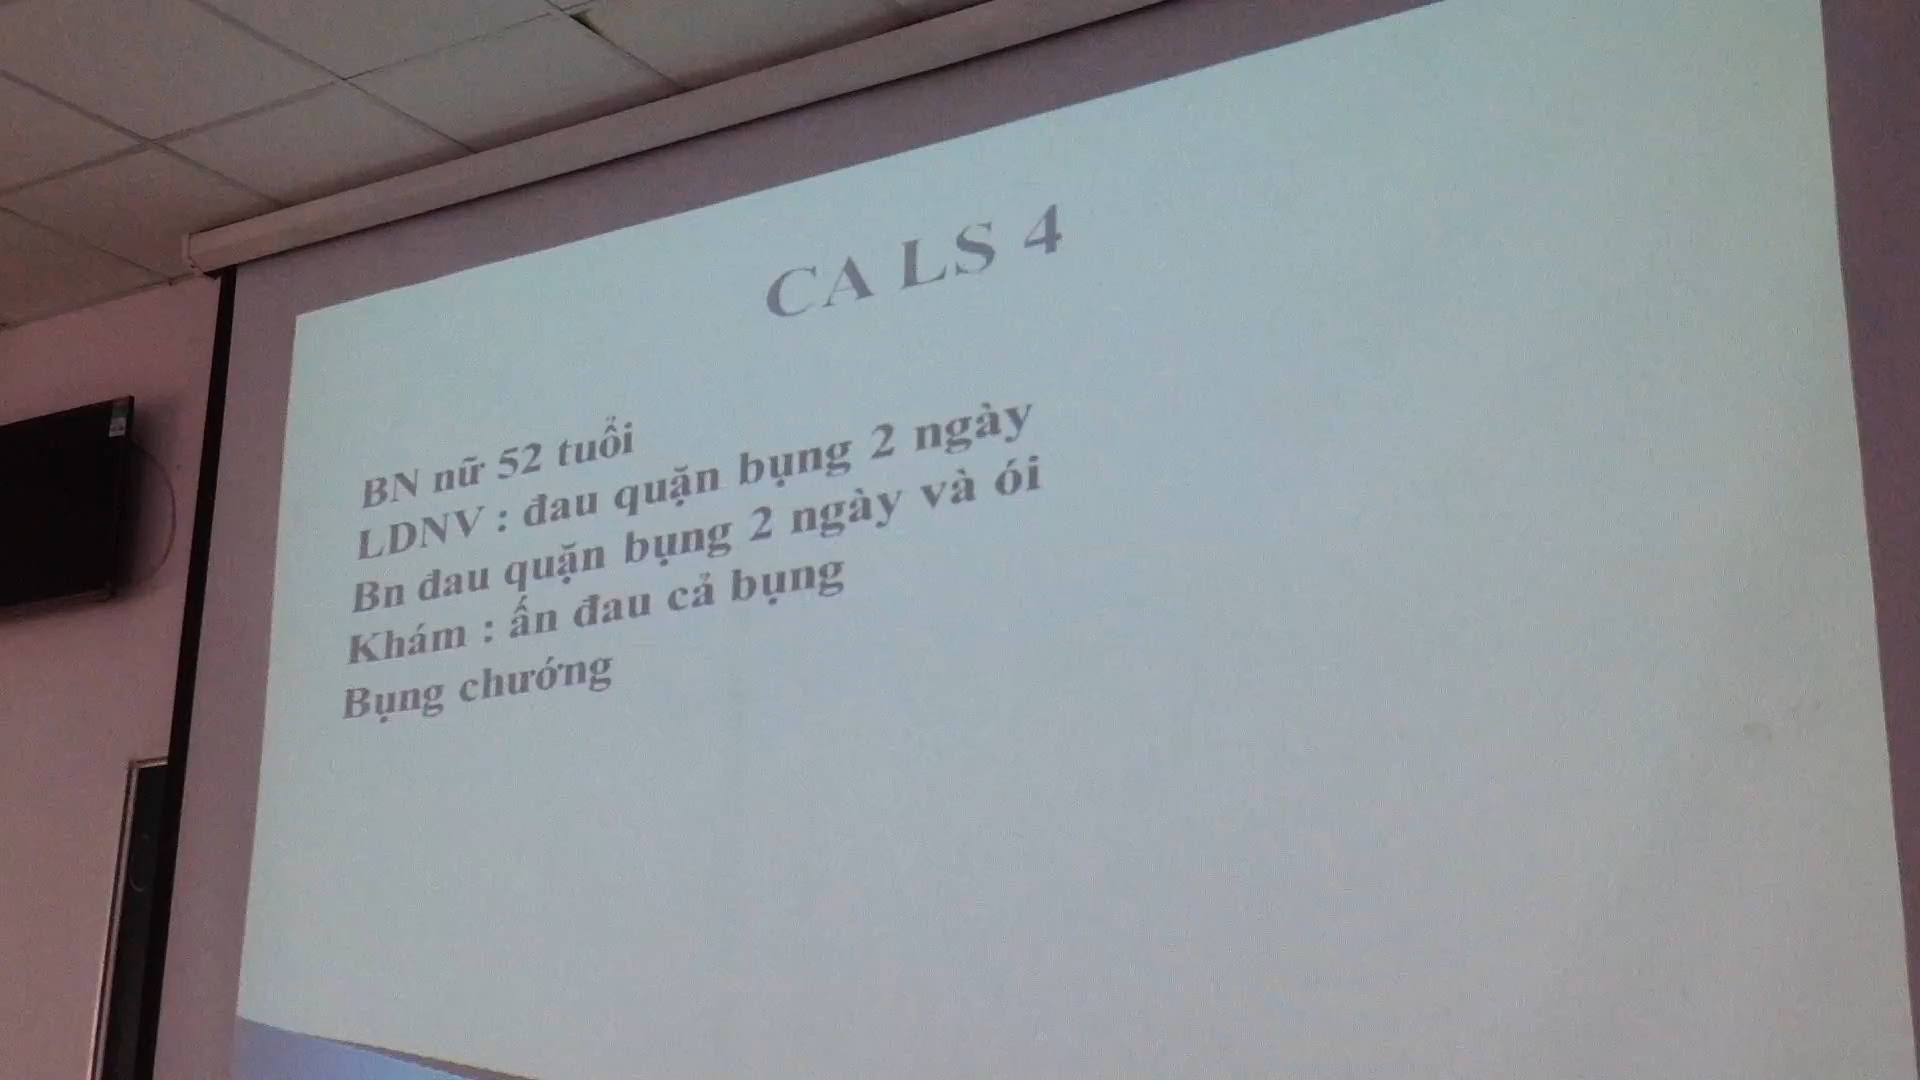 CA LS 4
BN nữ 52 tuổi
LDNV : đau quặn bụng 2 ngày
Bn đau quặn bụng 2 ngày và ói
Khám : ấn đau cả bụng
Bụng chướng